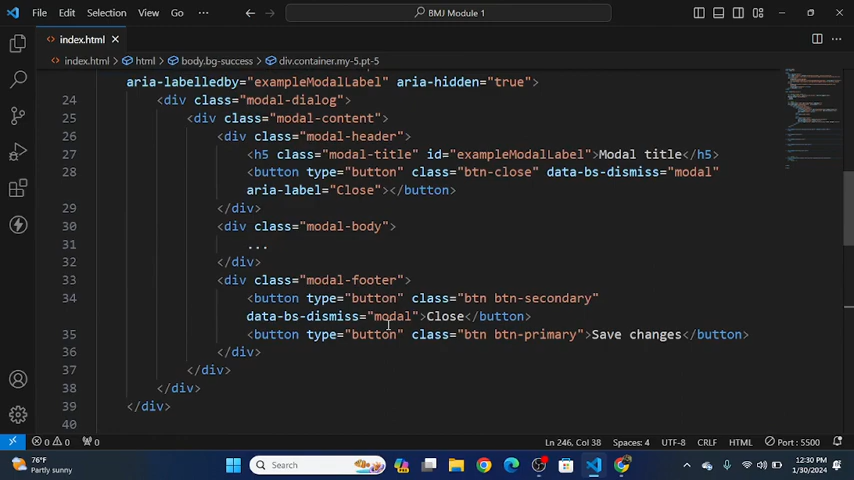 File Edit Selection View Go ··· BMJ Module 1
index.html
index.html > html > body.bg-success > div.container.my-5.pt-5
aria-labelledby="exampleModalLabel" aria-hidden="true">
24 <div class="modal-dialog">
25 <div class="modal-content">
26 <div class="modal-header">
27 <h5 class="modal-title" id="exampleModalLabel">Modal title</h5>
28 <button type="button" class="btn-close" data-bs-dismiss="modal"
aria-label="Close"></button>
29 </div>
30 <div class="modal-body">
31 ...
32 </div>
33 <div class="modal-footer">
34 <button type="button" class="btn btn-secondary"
data-bs-dismiss="modal">Close</button>
35 <button type="button" class="btn btn-primary">Save changes</button>
36 </div>
37 </div>
38 </div>
39 </div>
40
0 0 0 Ln 246, Col 38 Spaces: 4 UTF-8 CRLF HTML Port : 5500
76°F
Partly sunny
Search
12:30 PM
1/30/2024